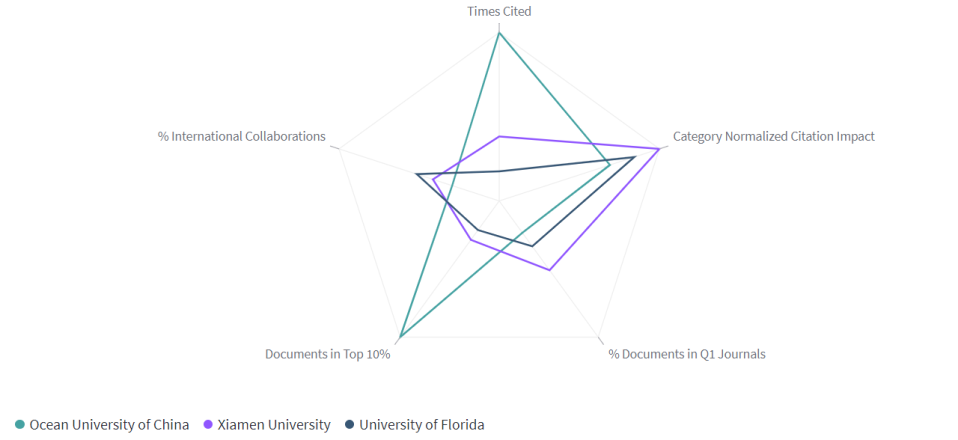 Times Cited
% International Collaborations
Category Normalized Citation Impact
Documents in Top 10%
% Documents in Q1 Journals
Ocean University of China
Xiamen University
University of Florida